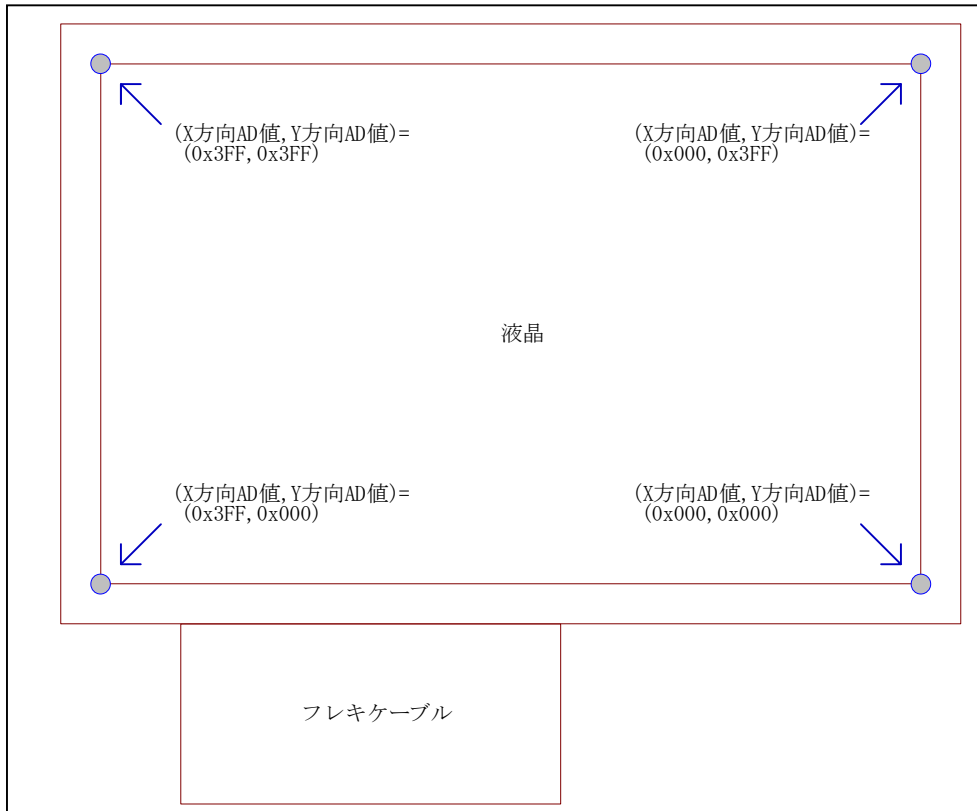 (X方向AD値,Y方向AD値)=
(0x3FF,0x3FF)
(X方向AD値,Y方向AD値)=
(0x000,0x3FF)
液晶
(X方向AD値,Y方向AD値)=
(0x3FF,0x000)
(X方向AD値,Y方向AD値)=
(0x000,0x000)
フレキケーブル